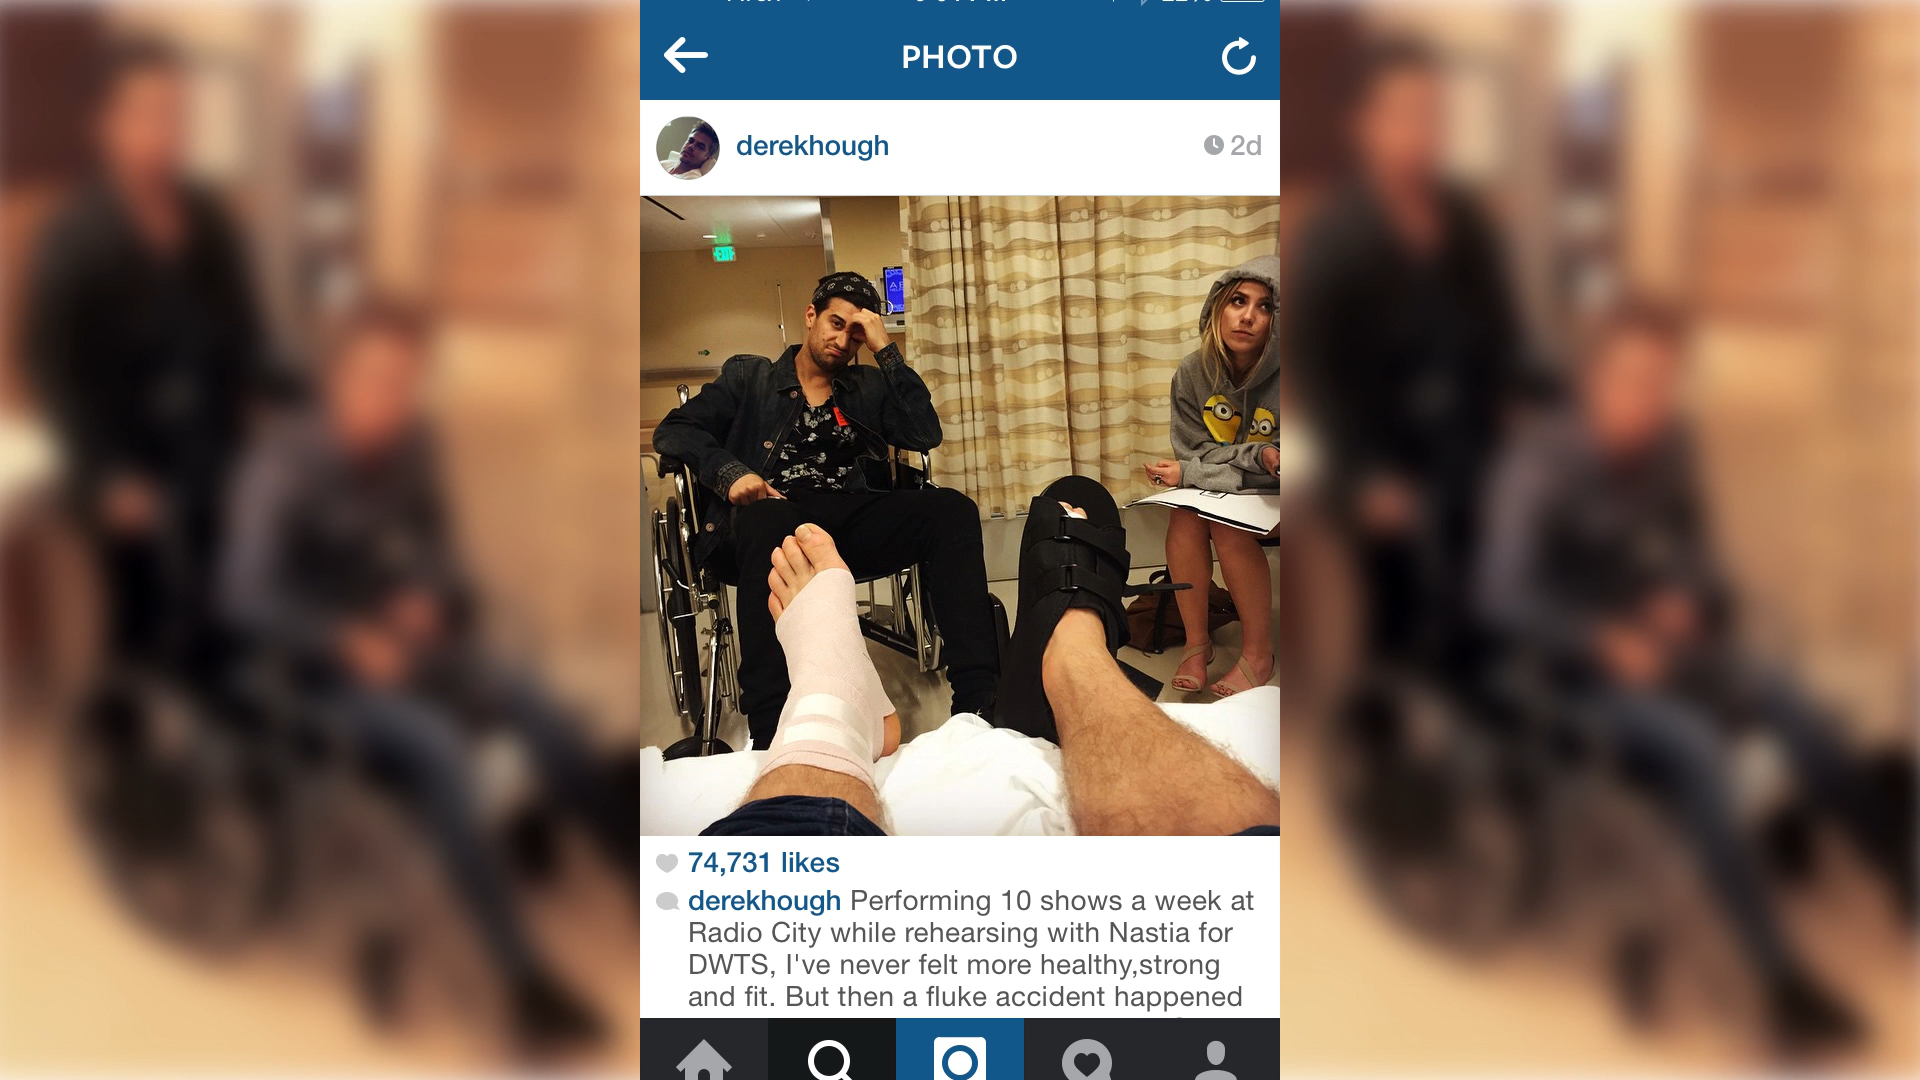 PHOTO
derekhough
2d
EXIT
74,731 likes
derekhough Performing 10 shows a week at
Radio City while rehearsing with Nastia for
DWTS, I've never felt more healthy,strong
and fit. But then a fluke accident happened